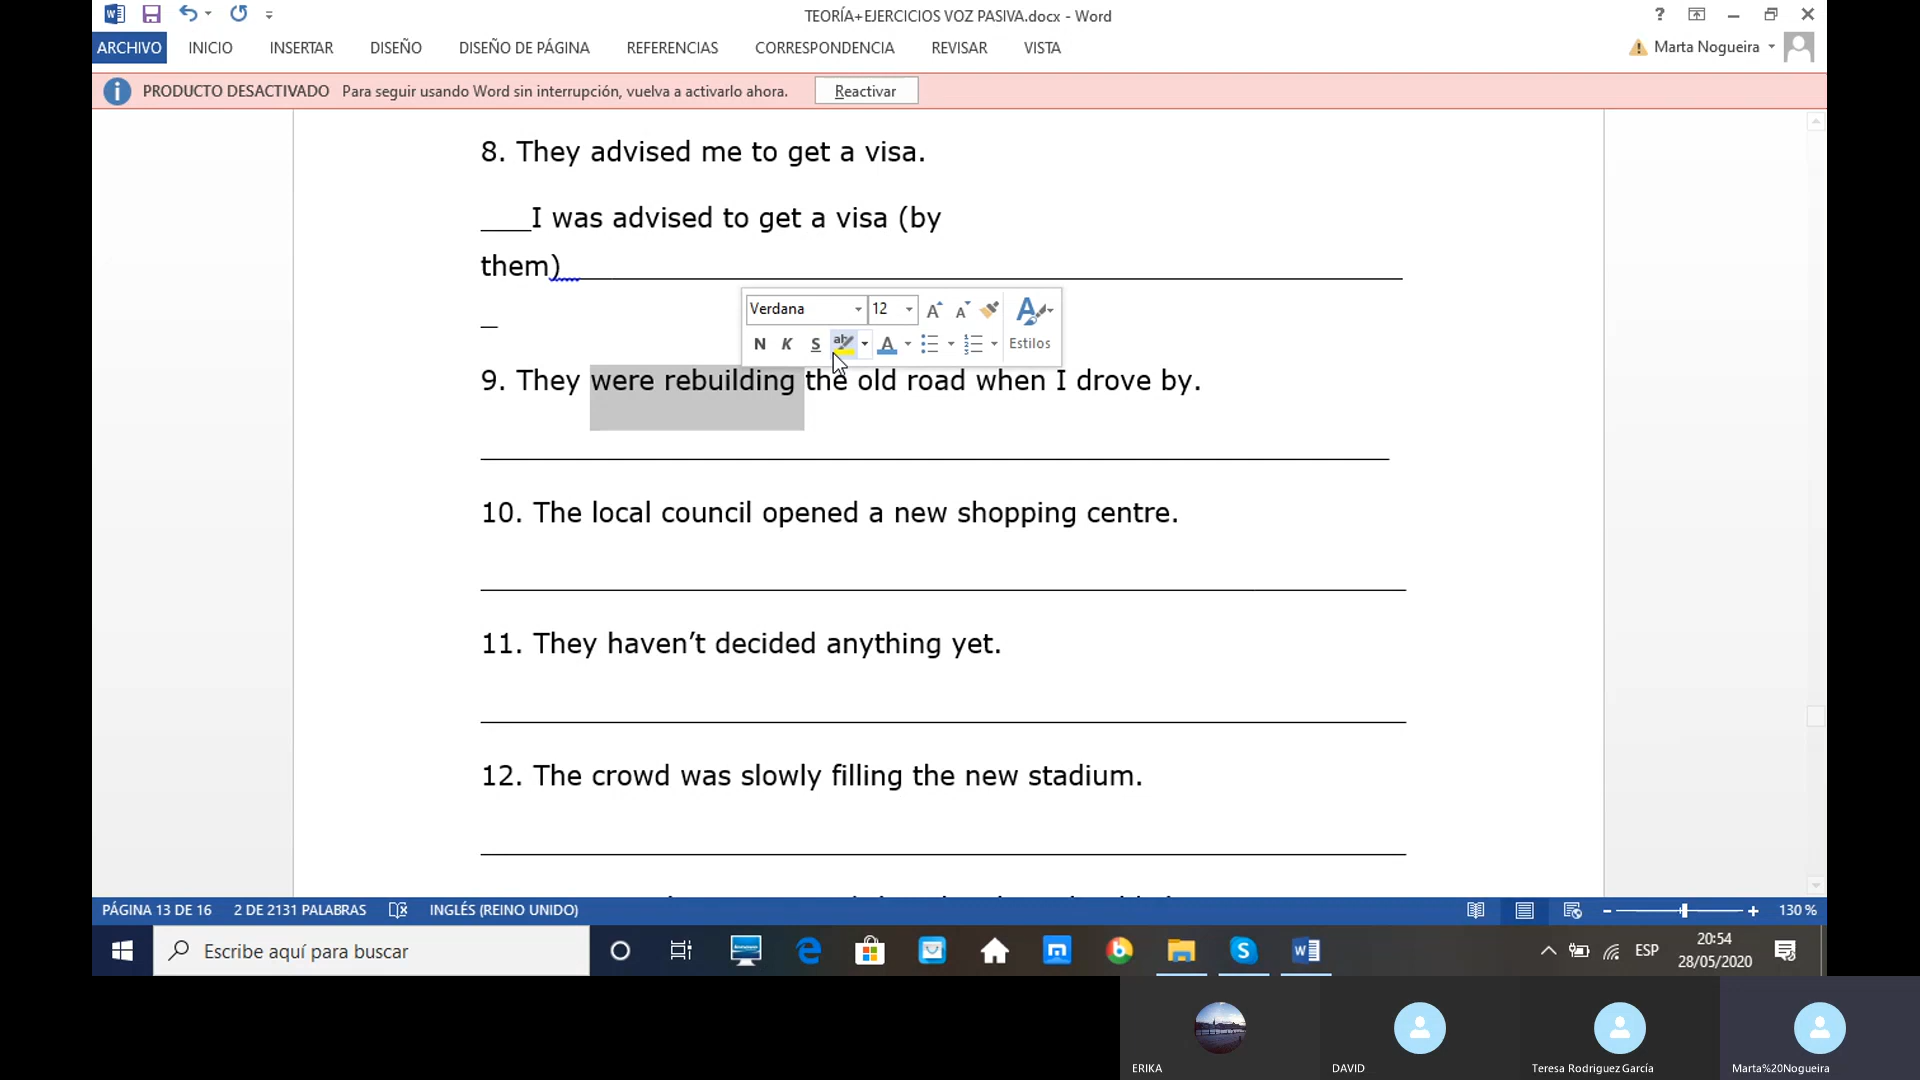 TEORÍA+EJERCICIOS VOZ PASIVA.docx - Word
?
ARCHIVO INICIO INSERTAR DISEÑO DISEÑO DE PÁGINA REFERENCIAS CORRESPONDENCIA REVISAR VISTA
Marta Nogueira
PRODUCTO DESACTIVADO Para seguir usando Word sin interrupción, vuelva a activarlo ahora. Reactivar
8. They advised me to get a visa.
____I was advised to get a visa (by
them)__________________________________________________
_
Verdana 12
N K S Estilos
9. They were rebuilding the old road when I drove by.
10. The local council opened a new shopping centre.
11. They haven’t decided anything yet.
12. The crowd was slowly filling the new stadium.
PÁGINA 13 DE 16 2 DE 2131 PALABRAS INGLÉS (REINO UNIDO) 130 %
Escribe aquí para buscar
ESP
20:54
28/05/2020
ERIKA
DAVID
Teresa Rodriguez García
Marta%20Nogueira